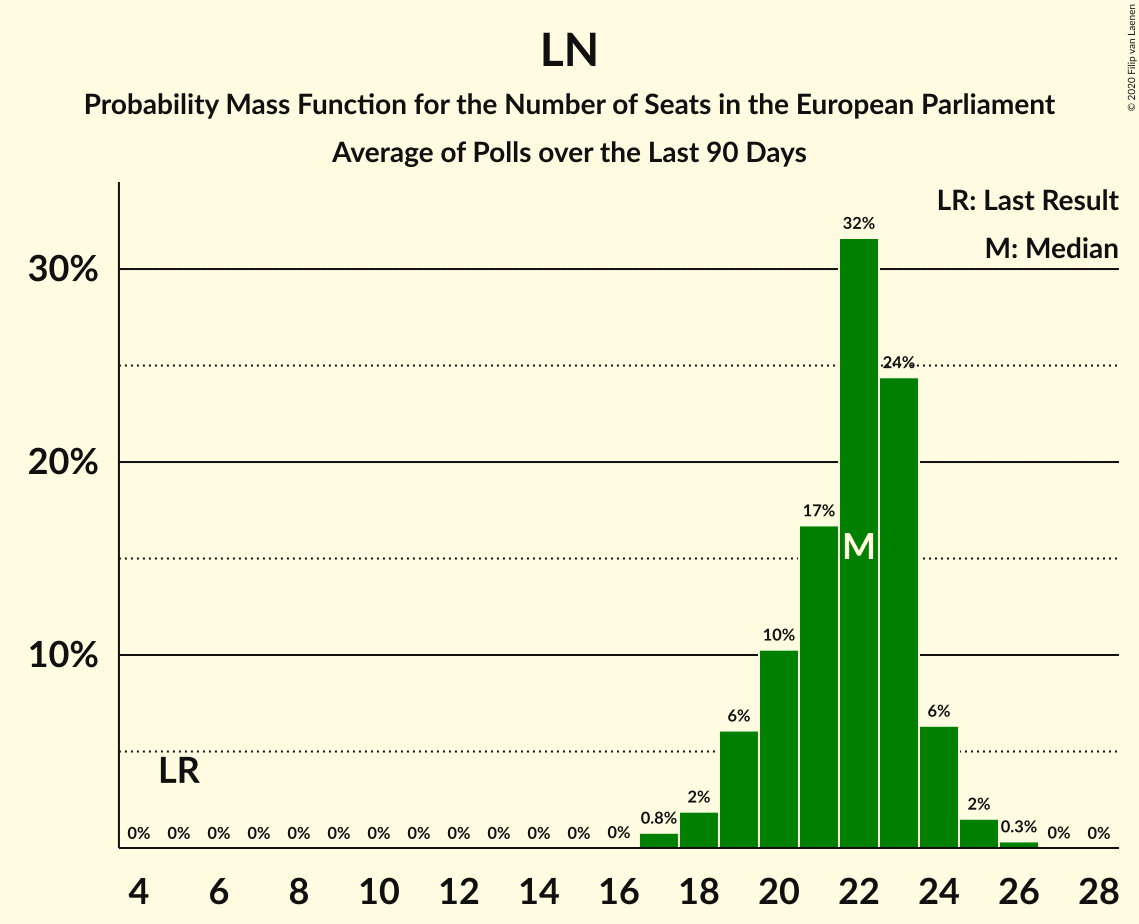 LN
Probability Mass Function for the Number of Seats in the European Parliament
Average of Polls over the Last 90 Days
© 2020 Filip van Laenen
LR: Last Result
M: Median
30%
20%
10%
32%
24%
17%
M
10%
6%
6%
LR
2%
2%
0% 0% 0% 0% 0% 0% 0% 0% 0% 0% 0% 0% 0% 0.8% 0.3% 0% 0%
4 6 8 10 12 14 16 18 20 22 24 26 28